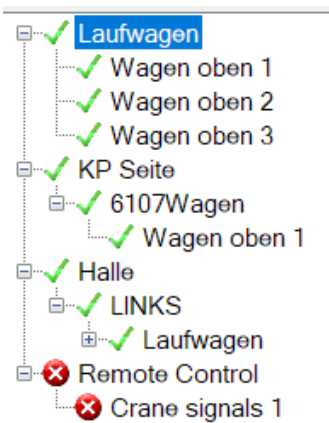 Laufwagen
Wagen oben 1
Wagen oben 2
Wagen oben 3
KP Seite
6107Wagen
Wagen oben 1
Halle
LINKS
Laufwagen
Remote Control
Crane signals 1